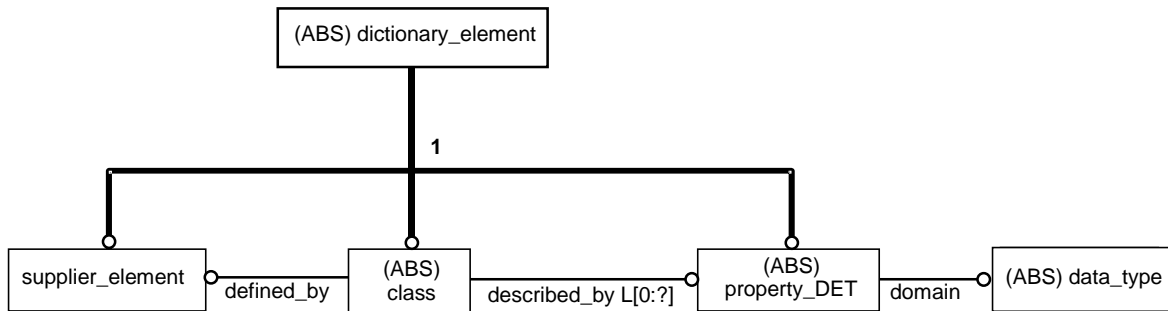 (ABS) dictionary_element
1
supplier_element
defined_by
(ABS)
class
described_by L[0:?]
(ABS)
property_DET
domain
(ABS) data_type